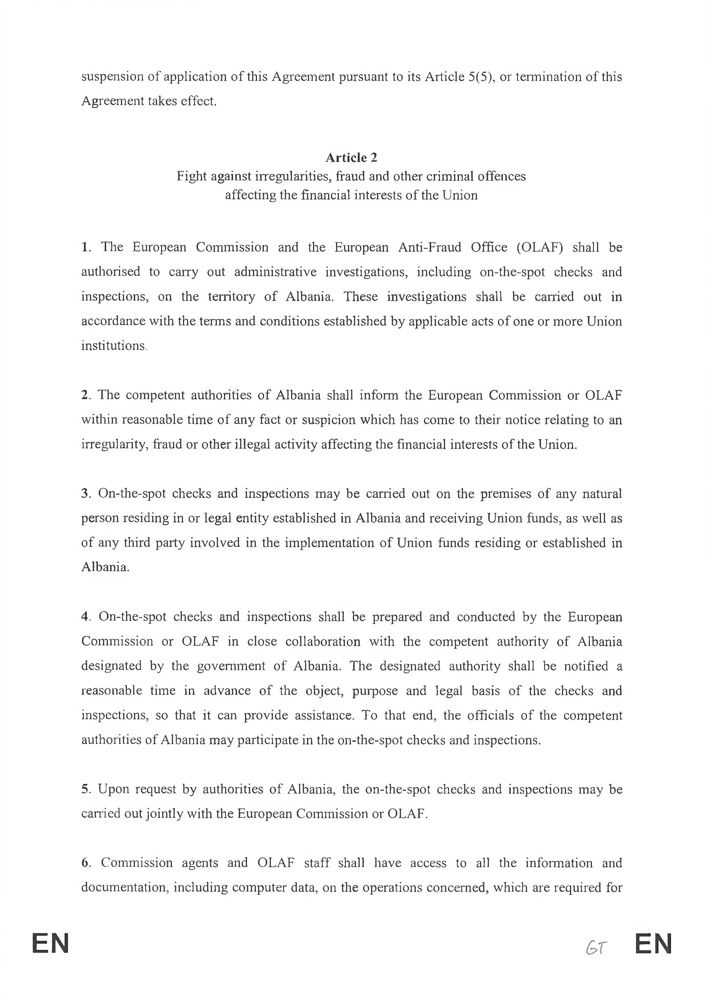 suspension of application of this Agreement pursuant to its Article 5(5), or termination of this
Agreement takes effect.
Article 2
Fight against irregularities, fraud and other criminal offences
affecting the financial interests of the Union
1. The European Commission and the European Anti-Fraud Office (OLAF) shall be
authorised to carry out administrative investigations, including on-the-spot checks and
inspections, on the territory of Albania. These investigations shall be carried out in
accordance with the terms and conditions established by applicable acts of one or more Union
institutions.
2. The competent authorities of Albania shall inform the European Commission or OLAF
within reasonable time of any fact or suspicion which has come to their notice relating to an
irregularity, fraud or other illegal activity affecting the financial interests of the Union.
3. On-the-spot checks and inspections may be carried out on the premises of any natural
person residing in or legal entity established in Albania and receiving Union funds, as well as
of any third party involved in the implementation of Union funds residing or established in
Albania.
4. On-the-spot checks and inspections shall be prepared and conducted by the European
Commission or OLAF in close collaboration with the competent authority of Albania
designated by the government of Albania. The designated authority shall be notified a
reasonable time in advance of the object, purpose and legal basis of the checks and
inspections, so that it can provide assistance. To that end, the officials of the competent
authorities of Albania may participate in the on-the-spot checks and inspections.
5. Upon request by authorities of Albania, the on-the-spot checks and inspections may be
carried out jointly with the European Commission or OLAF.
6. Commission agents and OLAF staff shall have access to all the information and
documentation, including computer data, on the operations concerned, which are required for
EN GT EN